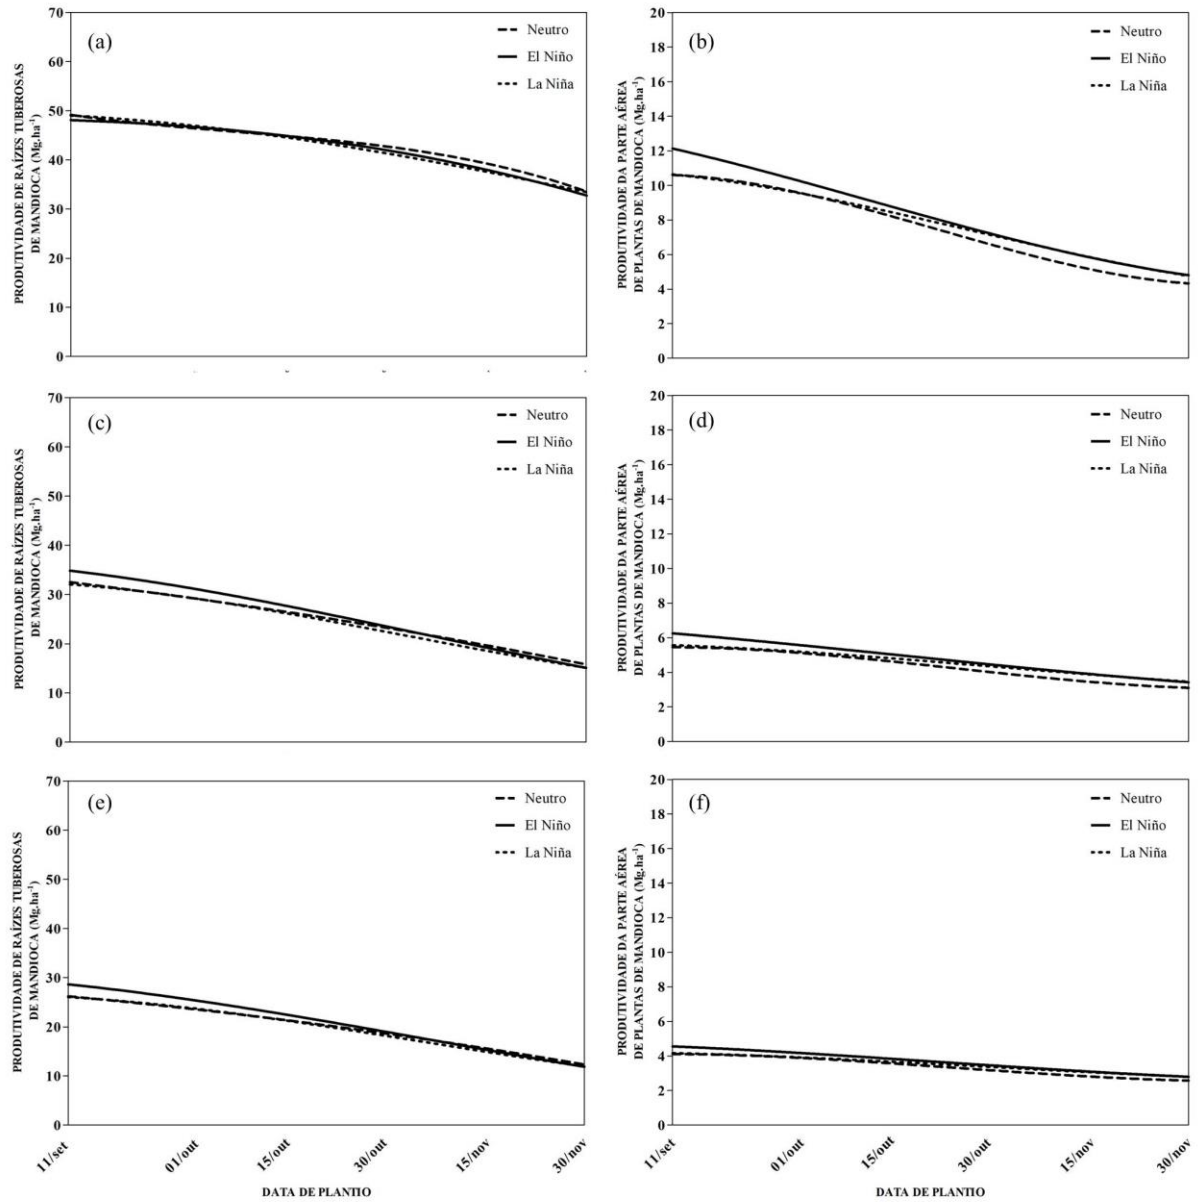 PRODUTIVIDADE DE RAÍZES TUBEROSAS
DE MANDIOCA (Mg.ha⁻¹)
70
60
50
40
30
20
10
0
(a)
Neutro
El Niño
La Niña
PRODUTIVIDADE DA PARTE AÉREA
DE PLANTAS DE MANDIOCA (Mg.ha⁻¹)
20
18
16
14
12
10
8
6
4
2
0
(b)
Neutro
El Niño
La Niña
PRODUTIVIDADE DE RAÍZES TUBEROSAS
DE MANDIOCA (Mg.ha⁻¹)
70
60
50
40
30
20
10
0
(c)
Neutro
El Niño
La Niña
PRODUTIVIDADE DA PARTE AÉREA
DE PLANTAS DE MANDIOCA (Mg.ha⁻¹)
20
18
16
14
12
10
8
6
4
2
0
(d)
Neutro
El Niño
La Niña
PRODUTIVIDADE DE RAÍZES TUBEROSAS
DE MANDIOCA (Mg.ha⁻¹)
70
60
50
40
30
20
10
0
(e)
Neutro
El Niño
La Niña
11/set 01/out 15/out 30/out 15/nov 30/nov
DATA DE PLANTIO
PRODUTIVIDADE DA PARTE AÉREA
DE PLANTAS DE MANDIOCA (Mg.ha⁻¹)
20
18
16
14
12
10
8
6
4
2
0
(f)
Neutro
El Niño
La Niña
11/set 01/out 15/out 30/out 15/nov 30/nov
DATA DE PLANTIO